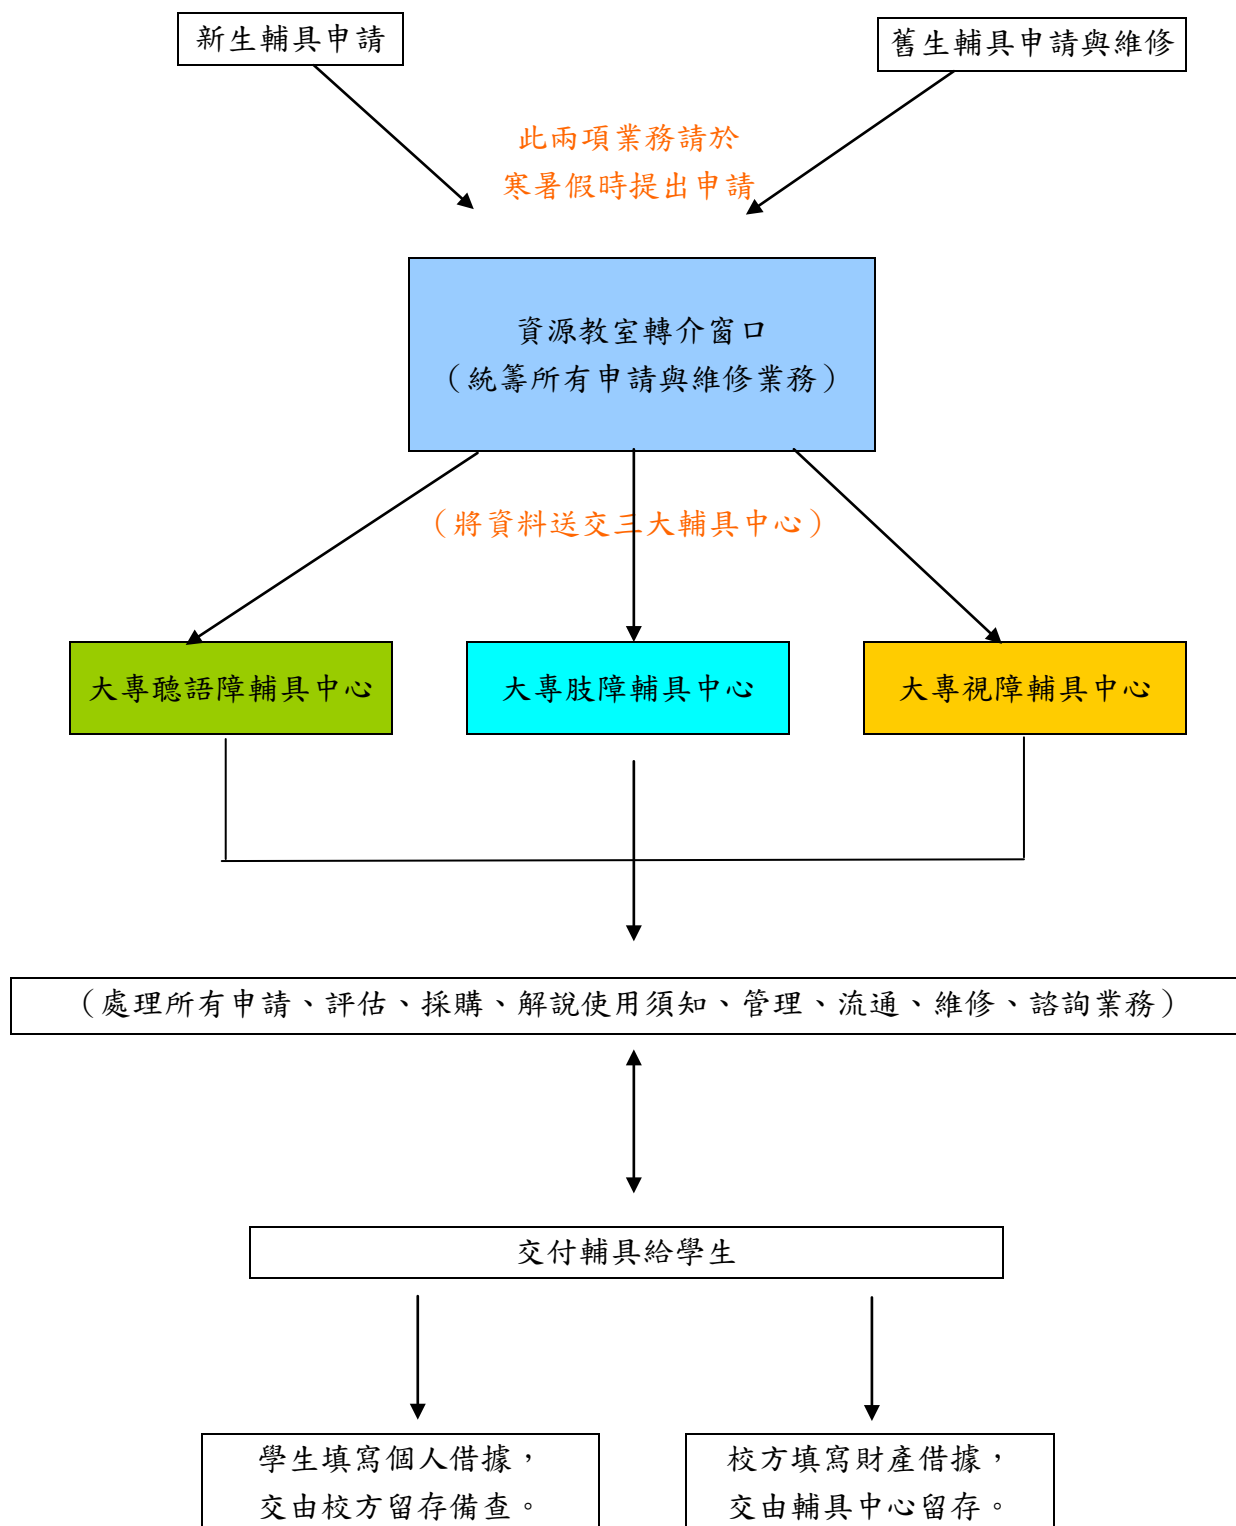 新生輔具申請
舊生輔具申請與維修
此兩項業務請於
寒暑假時提出申請
資源教室轉介窗口
（統籌所有申請與維修業務）
（將資料送交三大輔具中心）
大專聽語障輔具中心
大專肢障輔具中心
大專視障輔具中心
（處理所有申請、評估、採購、解說使用須知、管理、流通、維修、諮詢業務）
交付輔具給學生
學生填寫個人借據，
交由校方留存備查。
校方填寫財產借據，
交由輔具中心留存。